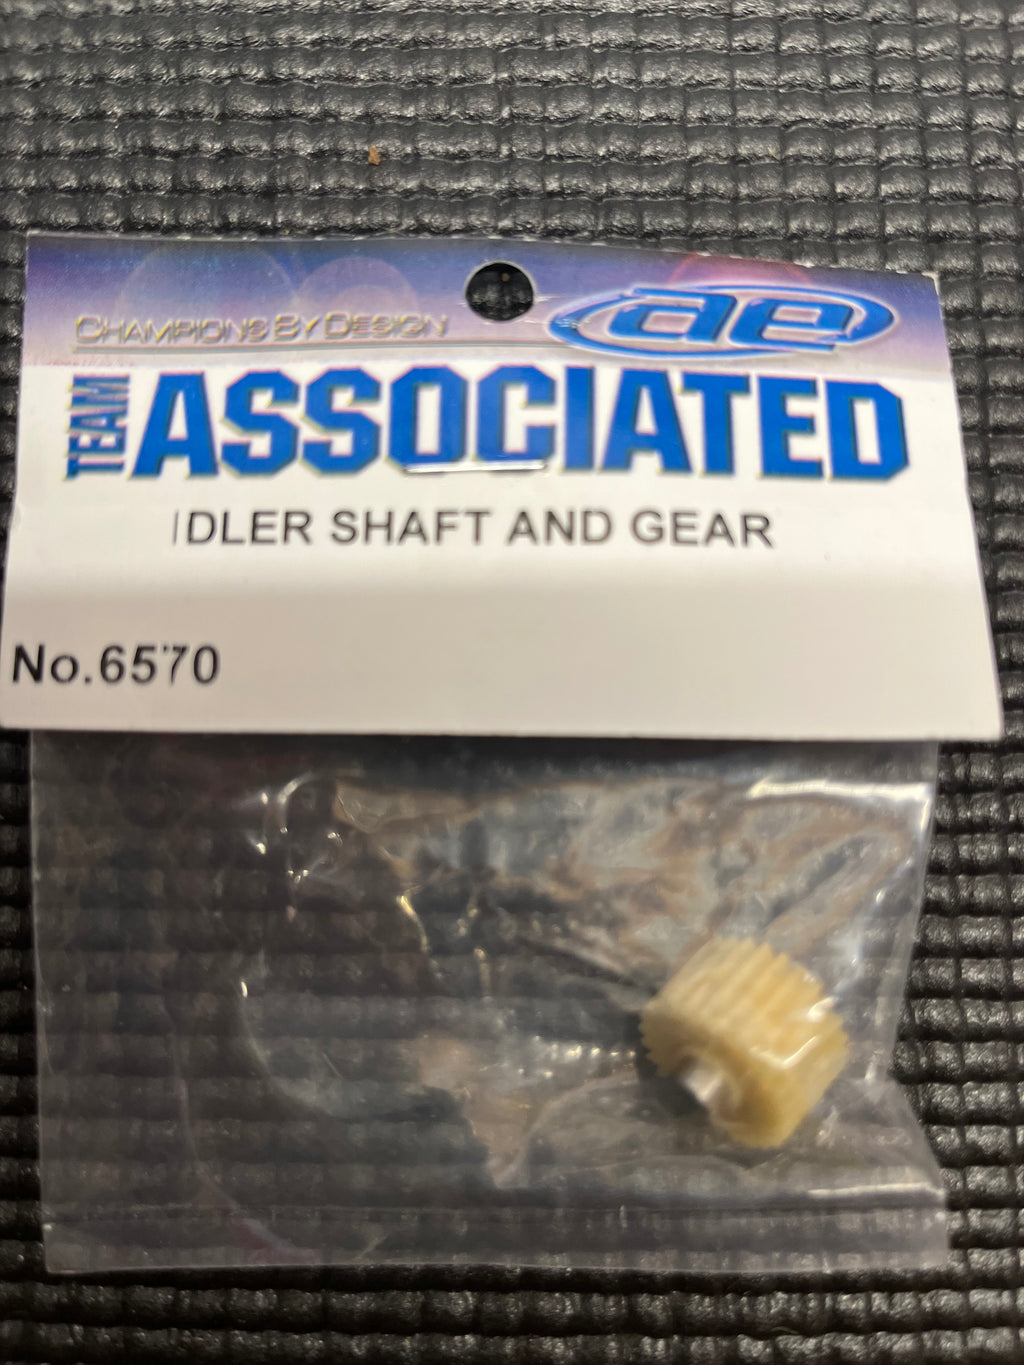 CHAMPIONS BY DESIGN
ae
TEAM ASSOCIATED
IDLER SHAFT AND GEAR
No.6570